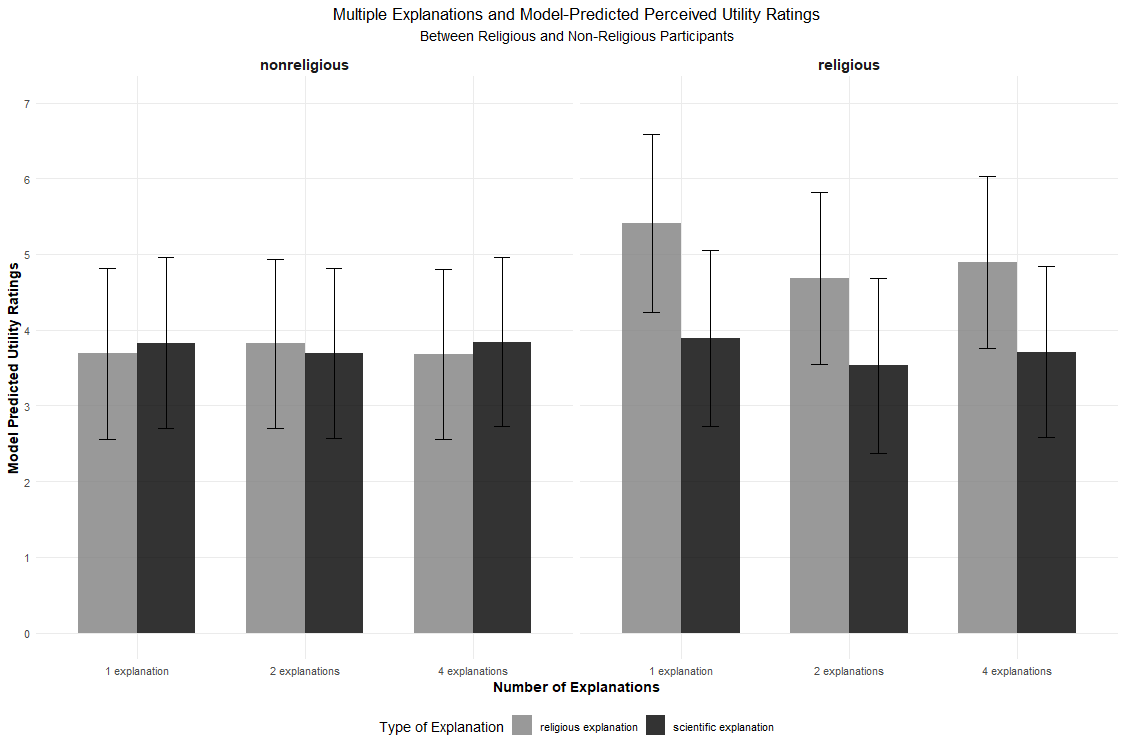 Multiple Explanations and Model-Predicted Perceived Utility Ratings
Between Religious and Non-Religious Participants
nonreligious
religious
Model Predicted Utility Ratings
7
6
5
4
3
2
1
0
1 explanation
2 explanations
4 explanations
1 explanation
2 explanations
4 explanations
Number of Explanations
Type of Explanation
religious explanation
scientific explanation